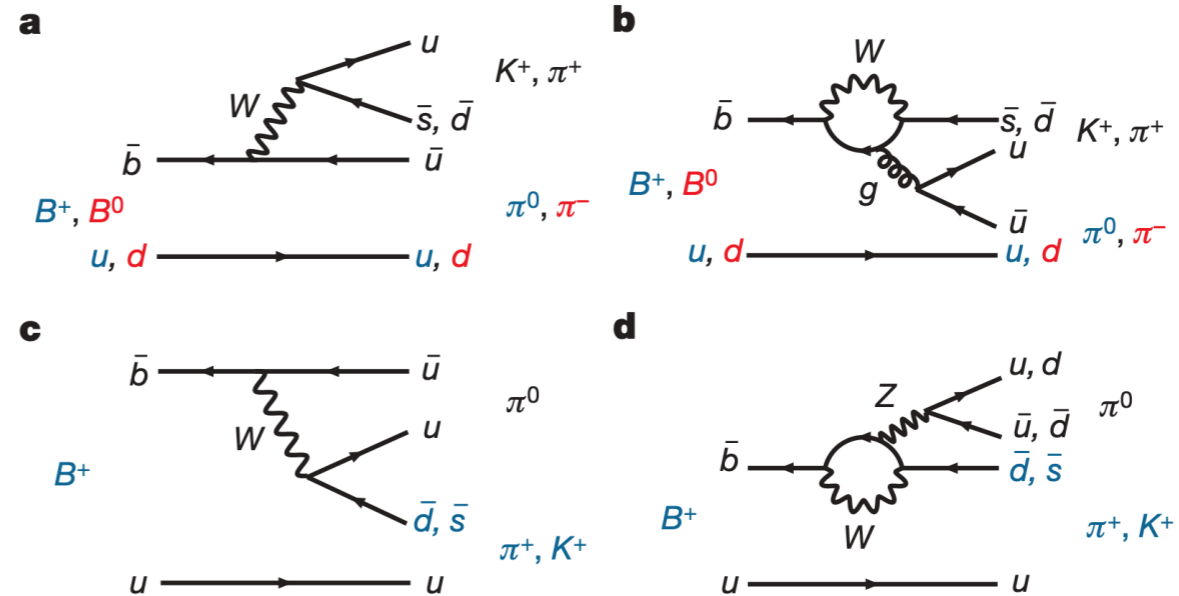 a
u
K⁺, π⁺
W
s̄, d̄
b̄
ū
B⁺, B⁰
π⁰, π⁻
u, d
u, d
b
W
b̄
s̄, d̄
K⁺, π⁺
u
g
B⁺, B⁰
ū
π⁰, π⁻
u, d
u, d
c
b̄
ū
π⁰
W
u
B⁺
d̄, s̄
π⁺, K⁺
u
u
d
u, d
Z
π⁰
ū, d̄
b̄
d̄, s̄
B⁺
W
π⁺, K⁺
u
u